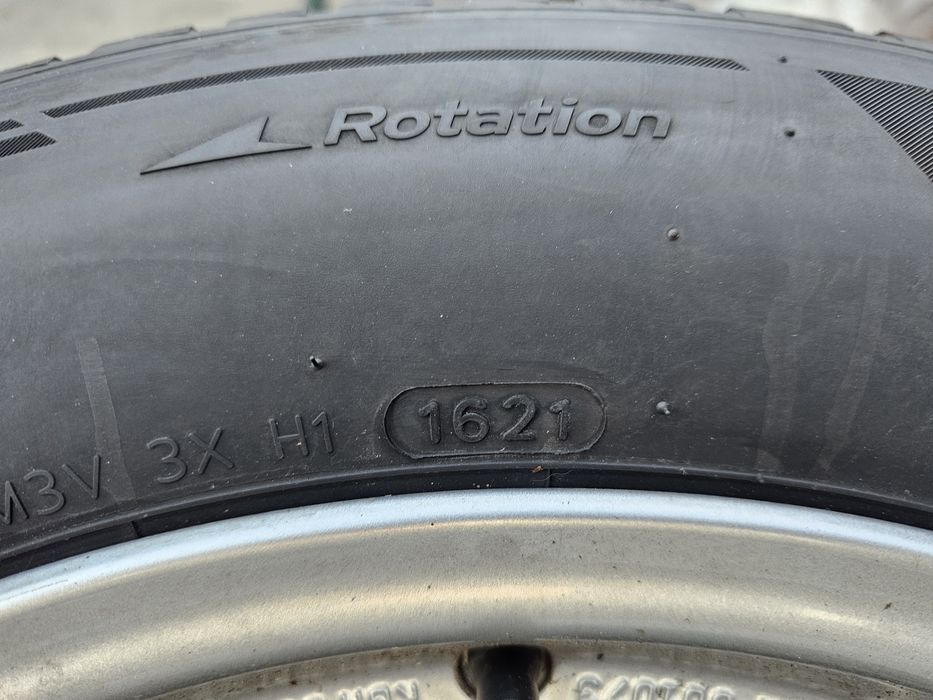 Rotation
M3V 3X H1 1621